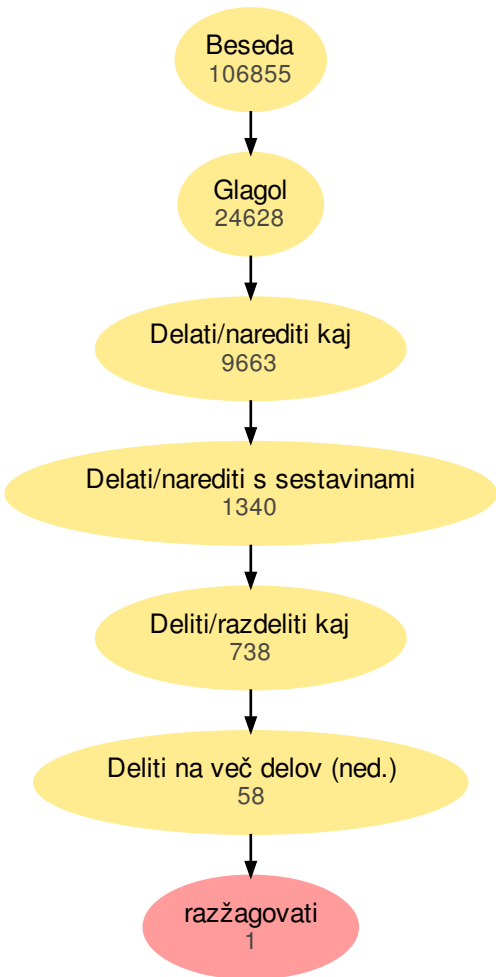 Beseda
106855
Glagol
24628
Delati/narediti kaj
9663
Delati/narediti s sestavinami
1340
Deliti/razdeliti kaj
738
Deliti na več delov (ned.)
58
razžagovati
1